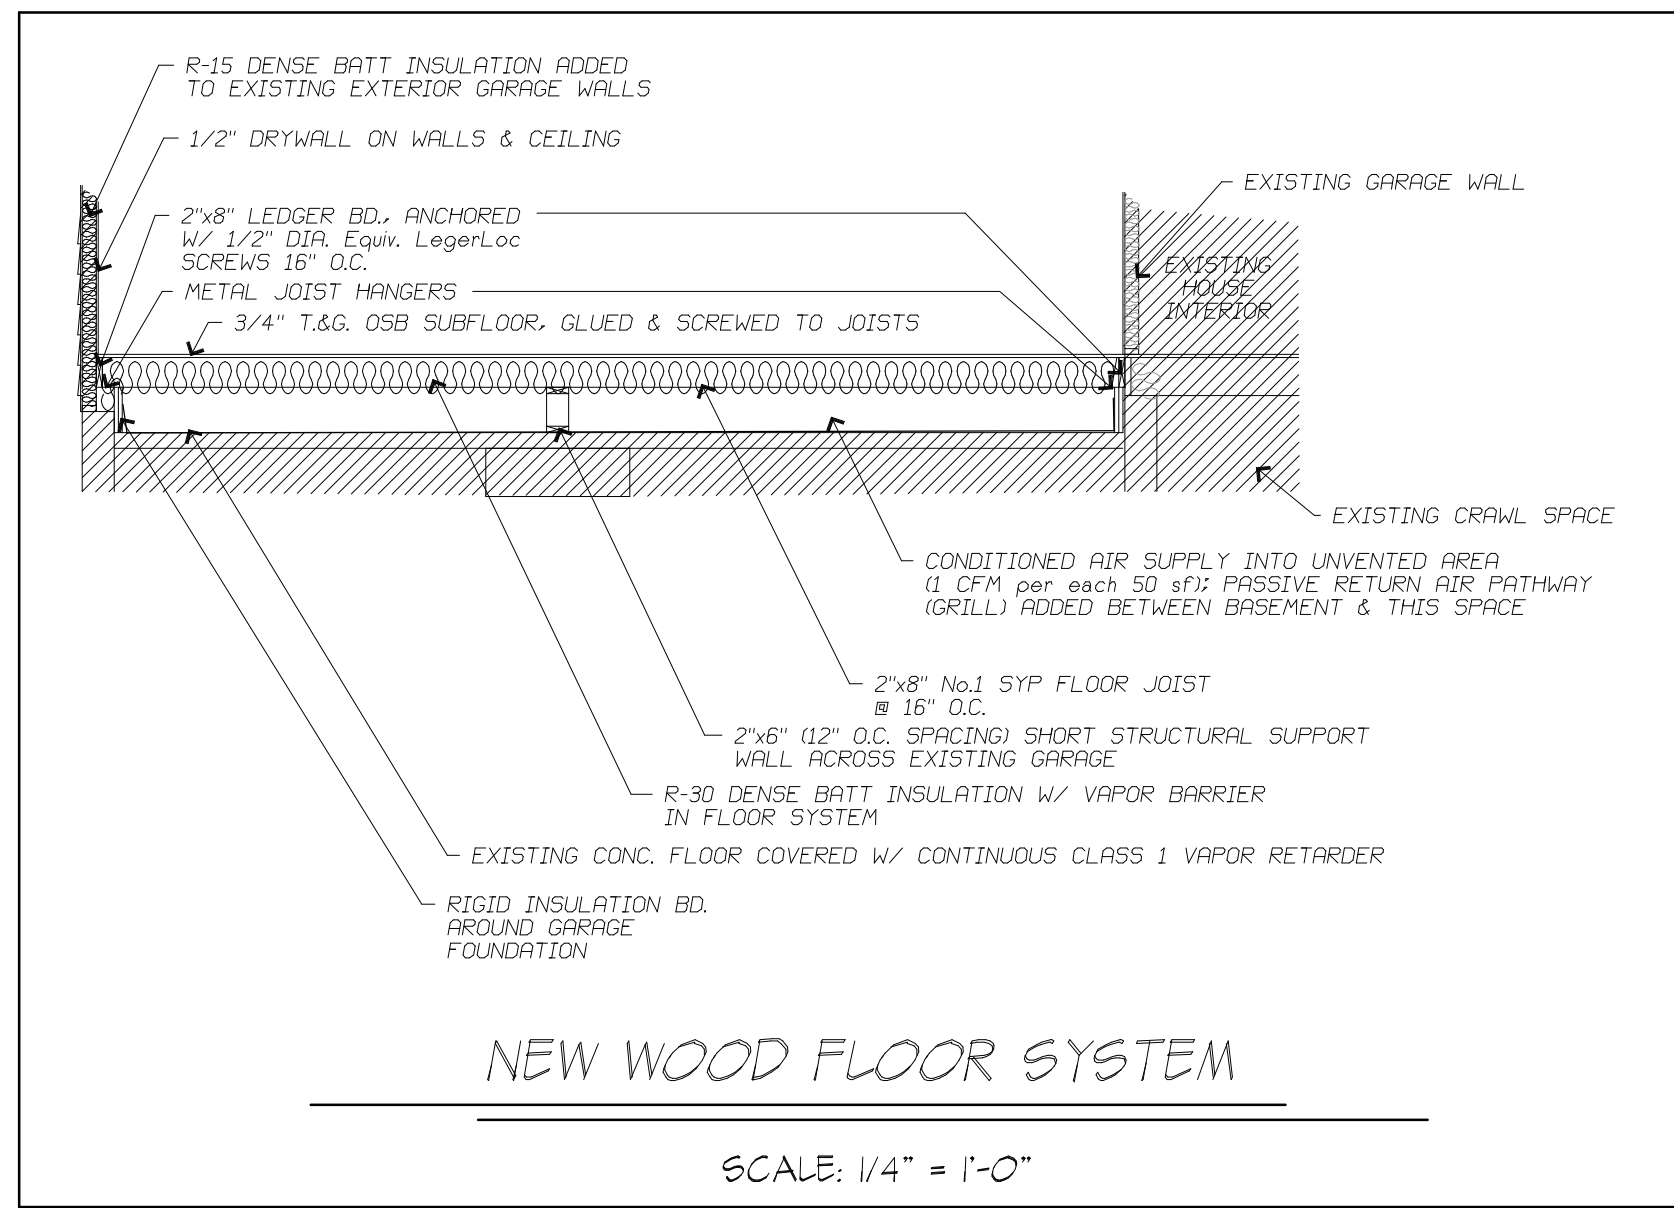 R-15 DENSE BATT INSULATION ADDED
TO EXISTING EXTERIOR GARAGE WALLS
1/2" DRYWALL ON WALLS & CEILING
EXISTING GARAGE WALL
2"x8" LEDGER BD., ANCHORED
W/ 1/2" DIA. Equiv. LegerLoc
SCREWS 16" O.C.
EXISTING
HOUSE
INTERIOR
METAL JOIST HANGERS
3/4" T.&G. OSB SUBFLOOR, GLUED & SCREWED TO JOISTS
EXISTING CRAWL SPACE
CONDITIONED AIR SUPPLY INTO UNVENTED AREA
(1 CFM per each 50 sf); PASSIVE RETURN AIR PATHWAY
(GRILL) ADDED BETWEEN BASEMENT & THIS SPACE
2"x8" No.1 SYP FLOOR JOIST
@ 16" O.C.
2"x6" (12" O.C. SPACING) SHORT STRUCTURAL SUPPORT
WALL ACROSS EXISTING GARAGE
R-30 DENSE BATT INSULATION W/ VAPOR BARRIER
IN FLOOR SYSTEM
EXISTING CONC. FLOOR COVERED W/ CONTINUOUS CLASS 1 VAPOR RETARDER
RIGID INSULATION BD.
AROUND GARAGE
FOUNDATION
NEW WOOD FLOOR SYSTEM
SCALE: 1/4" = 1'-0"